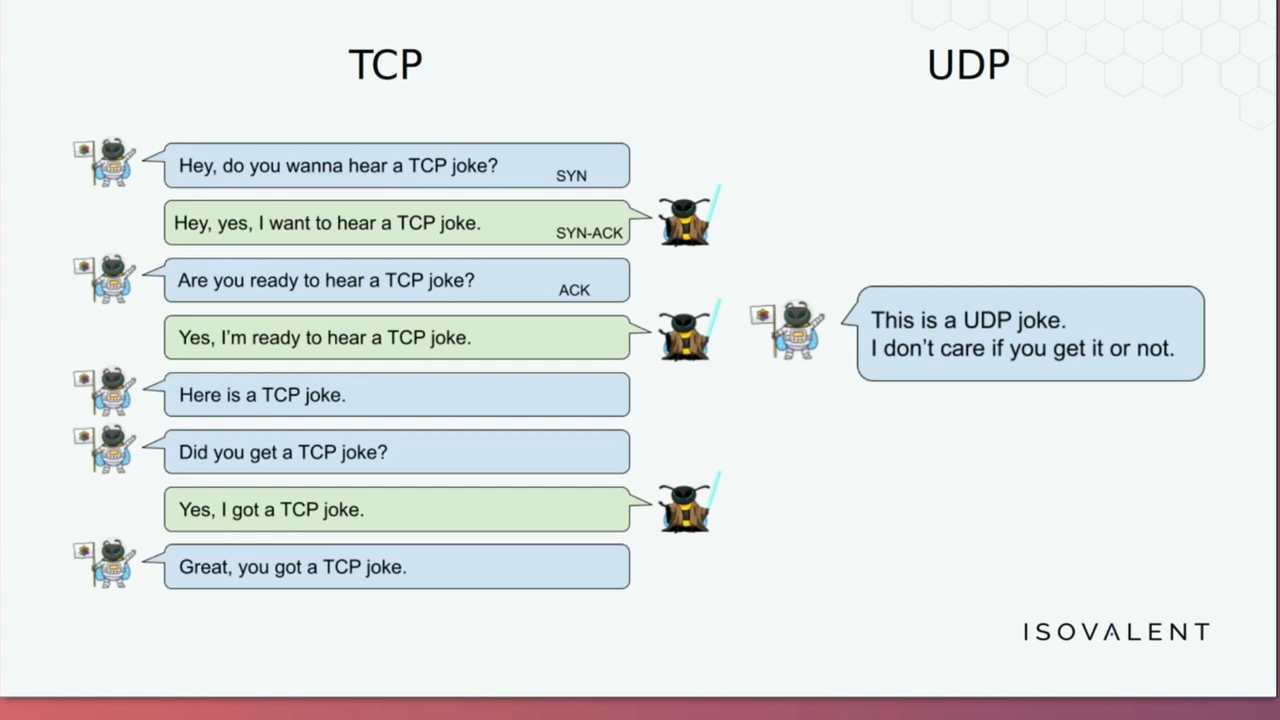 TCP
Hey, do you wanna hear a TCP joke?
SYN
Hey, yes, I want to hear a TCP joke.
SYN-ACK
Are you ready to hear a TCP joke?
ACK
Yes, I’m ready to hear a TCP joke.
Here is a TCP joke.
Did you get a TCP joke?
Yes, I got a TCP joke.
Great, you got a TCP joke.
UDP
This is a UDP joke.
I don’t care if you get it or not.
ISOVALENT